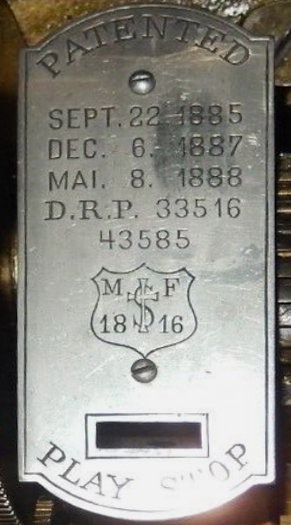 PATENTED
SEPT. 22 1885
DEC. 6. 1887
MAI. 8. 1888
D.R.P. 33516
43585
M S F
18 16
PLAY STOP